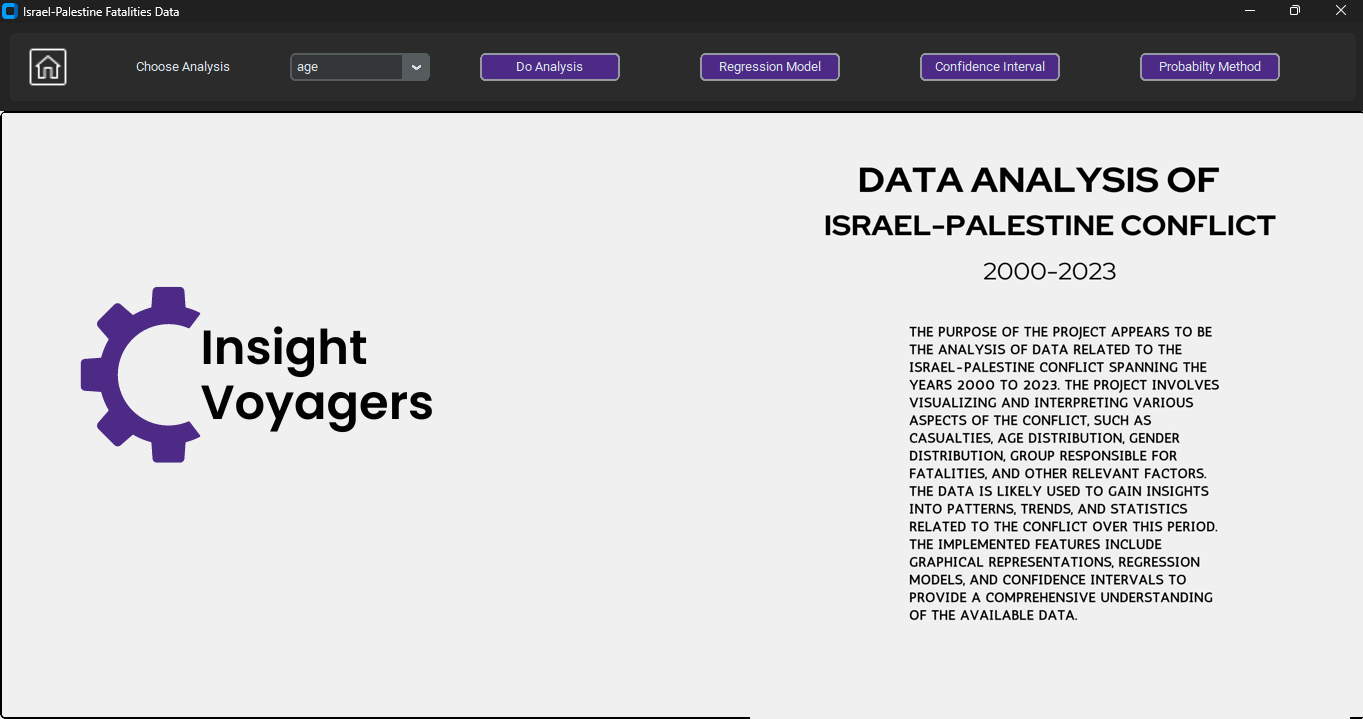 Israel-Palestine Fatalities Data
Choose Analysis
age
Do Analysis
Regression Model
Confidence Interval
Probabilty Method
Insight
Voyagers
DATA ANALYSIS OF
ISRAEL-PALESTINE CONFLICT
2000-2023
THE PURPOSE OF THE PROJECT APPEARS TO BE
THE ANALYSIS OF DATA RELATED TO THE
ISRAEL-PALESTINE CONFLICT SPANNING THE
YEARS 2000 TO 2023. THE PROJECT INVOLVES
VISUALIZING AND INTERPRETING VARIOUS
ASPECTS OF THE CONFLICT, SUCH AS
CASUALTIES, AGE DISTRIBUTION, GENDER
DISTRIBUTION, GROUP RESPONSIBLE FOR
FATALITIES, AND OTHER RELEVANT FACTORS.
THE DATA IS LIKELY USED TO GAIN INSIGHTS
INTO PATTERNS, TRENDS, AND STATISTICS
RELATED TO THE CONFLICT OVER THIS PERIOD.
THE IMPLEMENTED FEATURES INCLUDE
GRAPHICAL REPRESENTATIONS, REGRESSION
MODELS, AND CONFIDENCE INTERVALS TO
PROVIDE A COMPREHENSIVE UNDERSTANDING
OF THE AVAILABLE DATA.